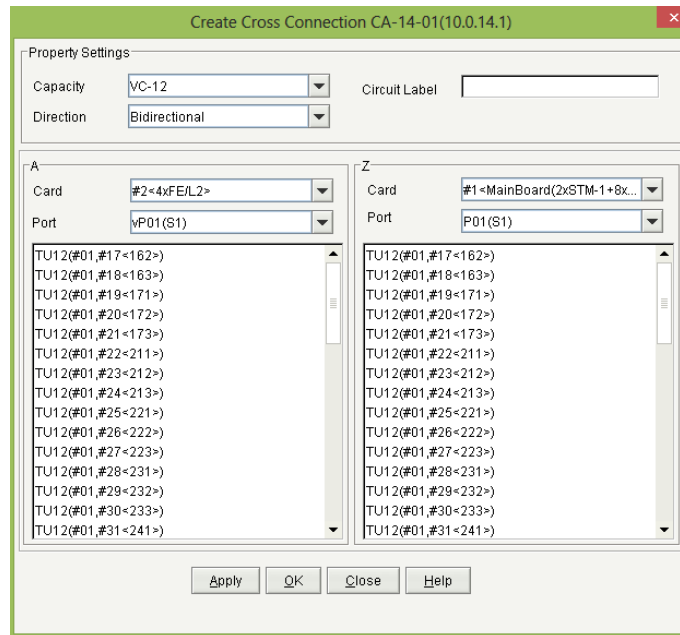 Create Cross Connection CA-14-01(10.0.14.1)
Property Settings
Capacity VC-12 Circuit Label
Direction Bidirectional
A Z
Card #2<4xFE/L2> Card #1<MainBoard(2xSTM-1+8x...
Port vP01(S1) Port P01(S1)
TU12(#01,#17<162>) TU12(#01,#17<162>)
TU12(#01,#18<163>) TU12(#01,#18<163>)
TU12(#01,#19<171>) TU12(#01,#19<171>)
TU12(#01,#20<172>) TU12(#01,#20<172>)
TU12(#01,#21<173>) TU12(#01,#21<173>)
TU12(#01,#22<211>) TU12(#01,#22<211>)
TU12(#01,#23<212>) TU12(#01,#23<212>)
TU12(#01,#24<213>) TU12(#01,#24<213>)
TU12(#01,#25<221>) TU12(#01,#25<221>)
TU12(#01,#26<222>) TU12(#01,#26<222>)
TU12(#01,#27<223>) TU12(#01,#27<223>)
TU12(#01,#28<231>) TU12(#01,#28<231>)
TU12(#01,#29<232>) TU12(#01,#29<232>)
TU12(#01,#30<233>) TU12(#01,#30<233>)
TU12(#01,#31<241>) TU12(#01,#31<241>)
Apply OK Close Help